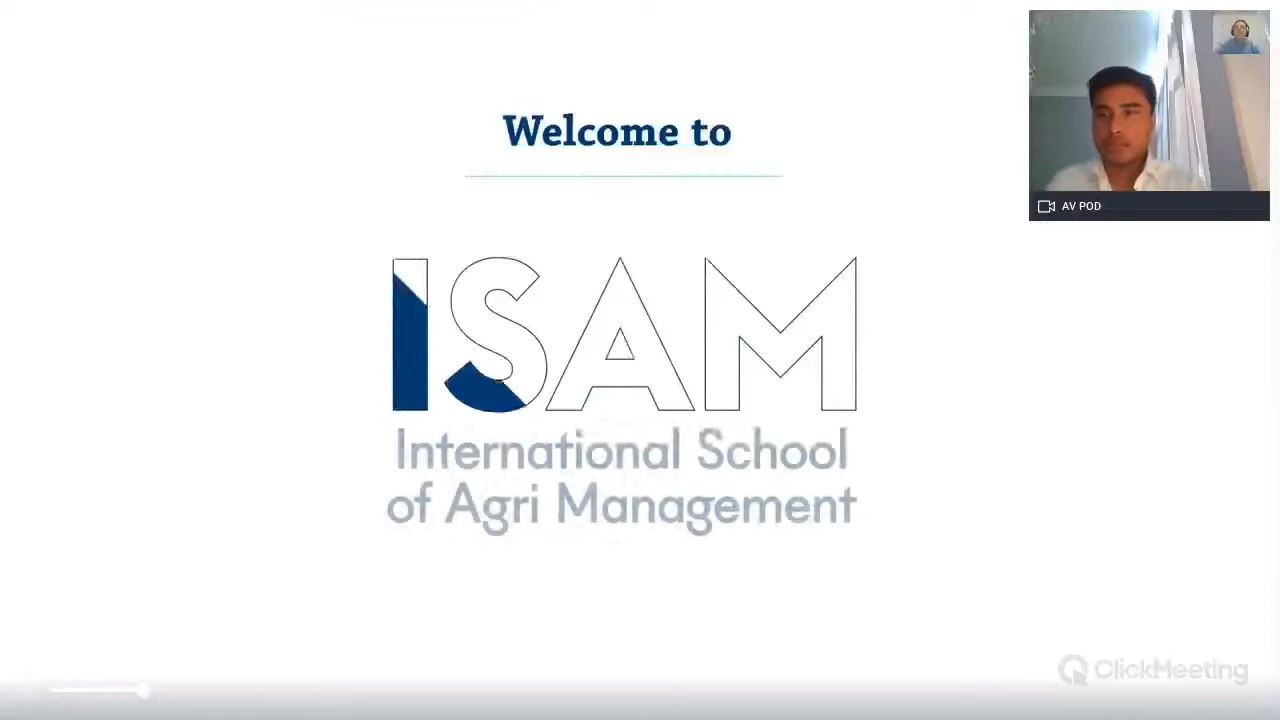 Welcome to
ISAM
International School
of Agri Management
AV POD
ClickMeeting